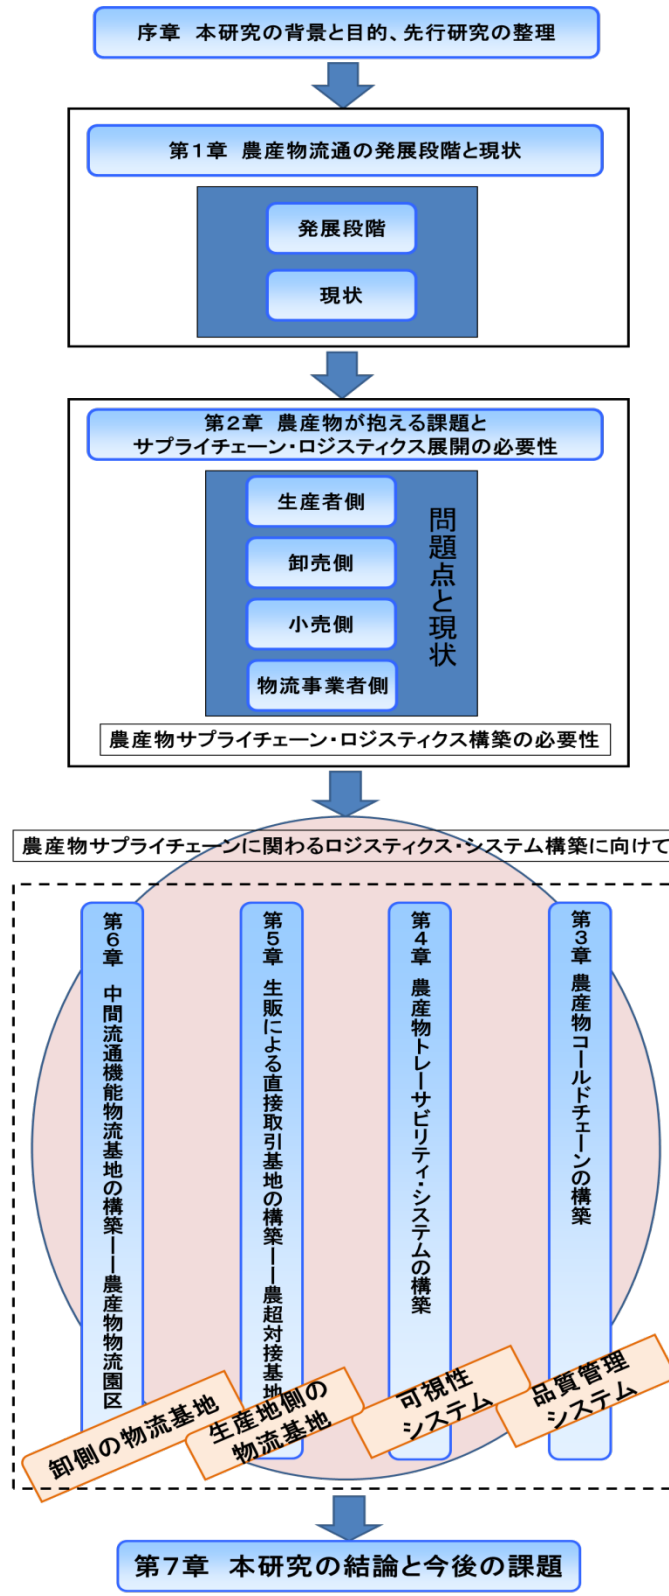 序章 本研究の背景と目的、先行研究の整理
第1章 農産物流通の発展段階と現状
発展段階
現状
第2章 農産物が抱える課題と
サプライチェーン・ロジスティクス展開の必要性
生産者側
卸売側
小売側
物流事業者側
問題点と現状
農産物サプライチェーン・ロジスティクス構築の必要性
農産物サプライチェーンに関わるロジスティクス・システム構築に向けて
第3章 農産物コールドチェーンの構築
第4章 農産物トレーサビリティ・システムの構築
第5章 生販による直接取引基地の構築――農超対接基地
第6章 中間流通機能物流基地の構築――農産物物流園区
卸側の物流基地
生産地側の
物流基地
可視性
システム
品質管理
システム
第7章 本研究の結論と今後の課題